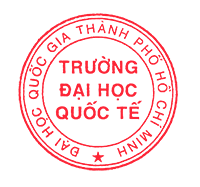 ĐẠI HỌC QUỐC GIA THÀNH PHỐ HỒ CHÍ MINH
TRƯỜNG
ĐẠI HỌC
QUỐC TẾ